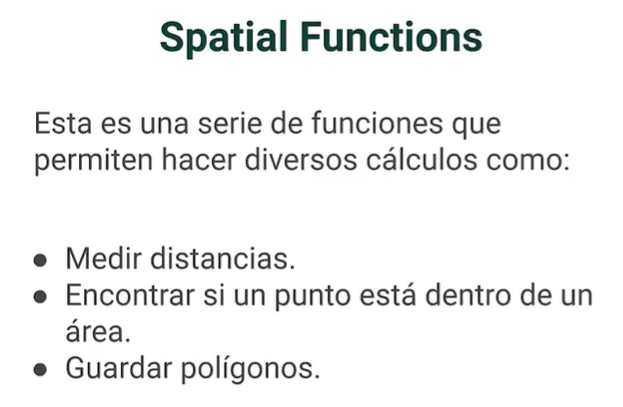 Spatial Functions
Esta es una serie de funciones que
permiten hacer diversos cálculos como:
● Medir distancias.
● Encontrar si un punto está dentro de un
área.
● Guardar polígonos.